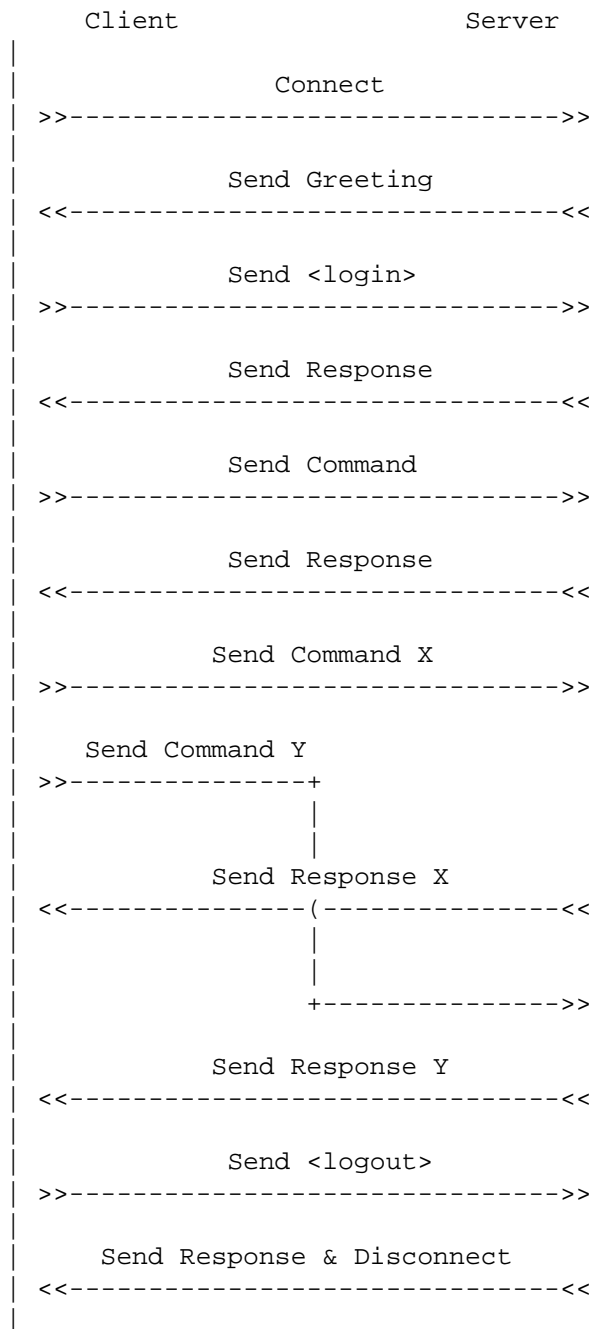 Client Server
Connect
>>------------------------------->>
Send Greeting
<<-------------------------------<<
Send <login>
>>------------------------------->>
Send Response
<<-------------------------------<<
Send Command
>>------------------------------->>
Send Response
<<-------------------------------<<
Send Command X
>>------------------------------->>
Send Command Y
>>---------------+
|
|
Send Response X
<<---------------(---------------<<
|
|
+--------------->>
Send Response Y
<<-------------------------------<<
Send <logout>
>>------------------------------->>
Send Response & Disconnect
<<-------------------------------<<